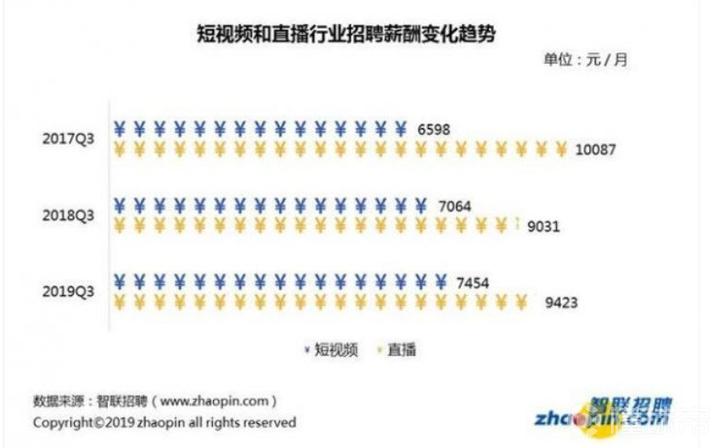 短视频和直播行业招聘薪酬变化趋势
单位：元/月
2017Q3
¥ ¥ ¥ ¥ ¥ ¥ ¥ ¥ ¥ ¥ ¥ ¥ ¥ ¥ ¥ 6598
¥ ¥ ¥ ¥ ¥ ¥ ¥ ¥ ¥ ¥ ¥ ¥ ¥ ¥ ¥ ¥ ¥ ¥ ¥ ¥ ¥ ¥ ¥ 10087
2018Q3
¥ ¥ ¥ ¥ ¥ ¥ ¥ ¥ ¥ ¥ ¥ ¥ ¥ ¥ ¥ ¥ 7064
¥ ¥ ¥ ¥ ¥ ¥ ¥ ¥ ¥ ¥ ¥ ¥ ¥ ¥ ¥ ¥ ¥ ¥ ¥ ¥ 9031
2019Q3
¥ ¥ ¥ ¥ ¥ ¥ ¥ ¥ ¥ ¥ ¥ ¥ ¥ ¥ ¥ ¥ ¥ 7454
¥ ¥ ¥ ¥ ¥ ¥ ¥ ¥ ¥ ¥ ¥ ¥ ¥ ¥ ¥ ¥ ¥ ¥ ¥ ¥ ¥ 9423
¥ 短视频 ¥ 直播
数据来源：智联招聘（www.zhaopin.com）
Copyright©2019 zhaopin all rights reserved
智联招聘
zhaopin.com